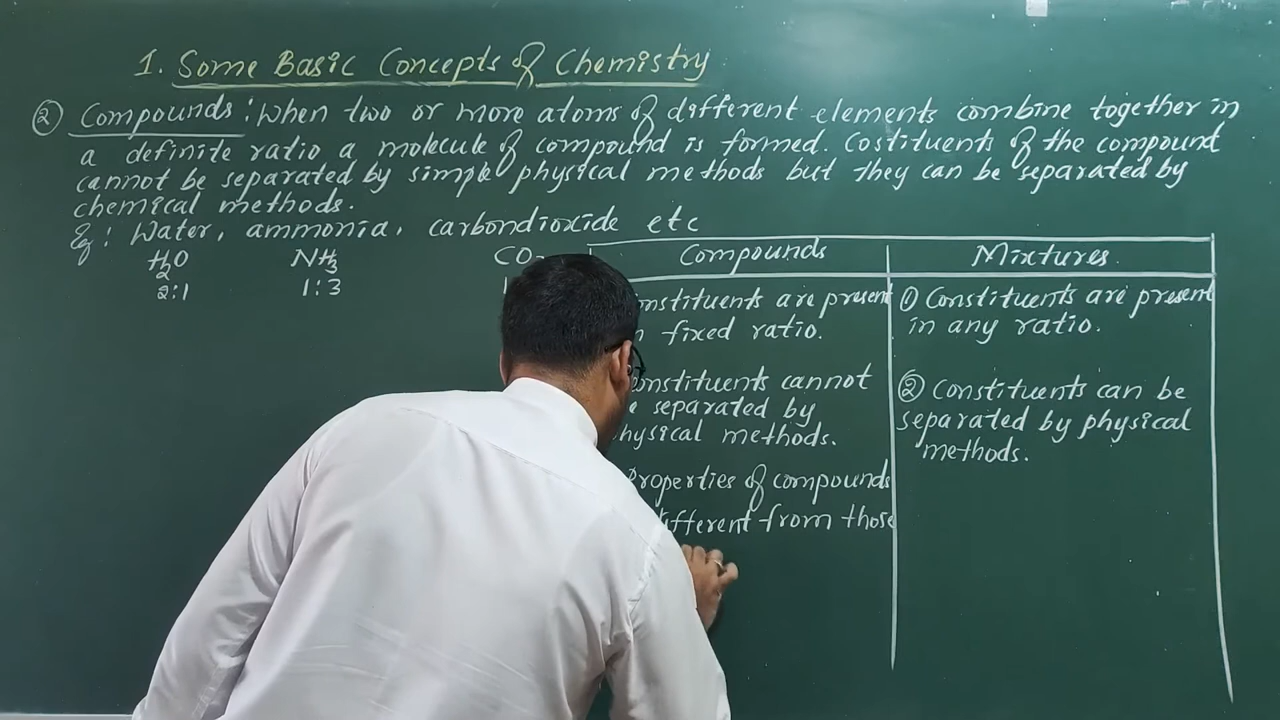 1. Some Basic Concepts of Chemistry
② Compounds : When two or more atoms of different elements combine together in
a definite ratio a molecule of compound is formed. Costituents of the compound
cannot be separated by simple physical methods but they can be separated by
chemical methods.
Eg : Water, ammonia, carbondioxide etc
H2O NH3 CO
2:1 1:3
Compounds Mixtures
are present
fixed ratio.
cannot
separated by
methods.
of compounds
from those
① Constituents are present
in any ratio.
② Constituents can be
separated by physical
methods.